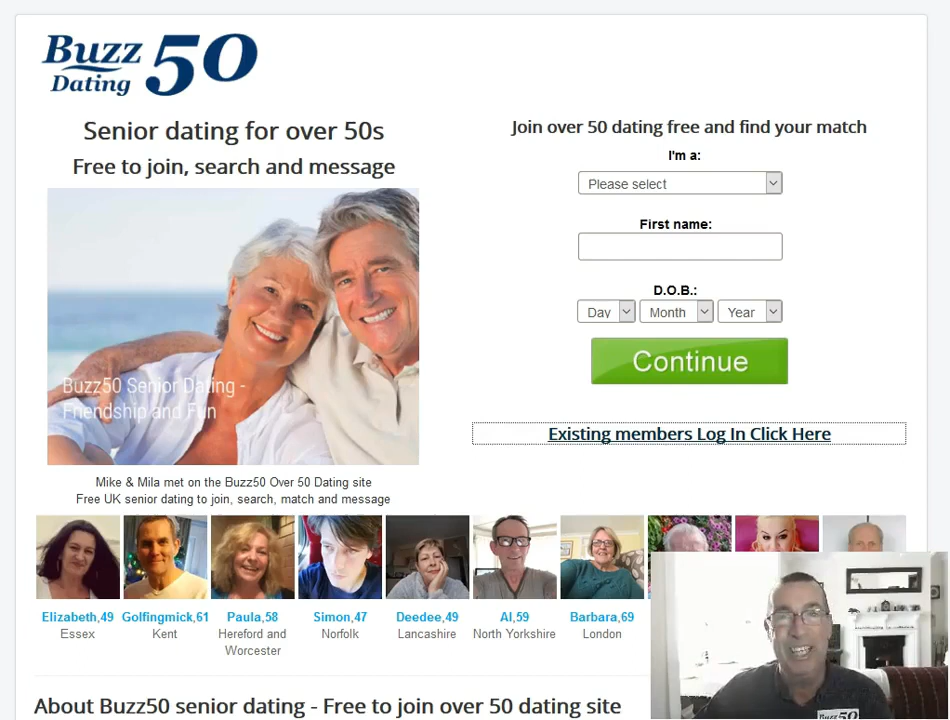 Buzz 50
Dating
Senior dating for over 50s
Free to join, search and message
Buzz50 Senior Dating -
Friendship and Fun
Mike & Mila met on the Buzz50 Over 50 Dating site
Free UK senior dating to join, search, match and message
Join over 50 dating free and find your match
I'm a:
Please select
First name:
D.O.B.:
Day Month Year
Continue
Existing members Log In Click Here
Elizabeth,49 Golfingmick,61 Paula,58 Simon,47 Deedee,49 Al,59 Barbara,69
Essex Kent Hereford and Norfolk Lancashire North Yorkshire London
Worcester
About Buzz50 senior dating - Free to join over 50 dating site
Buzz 50